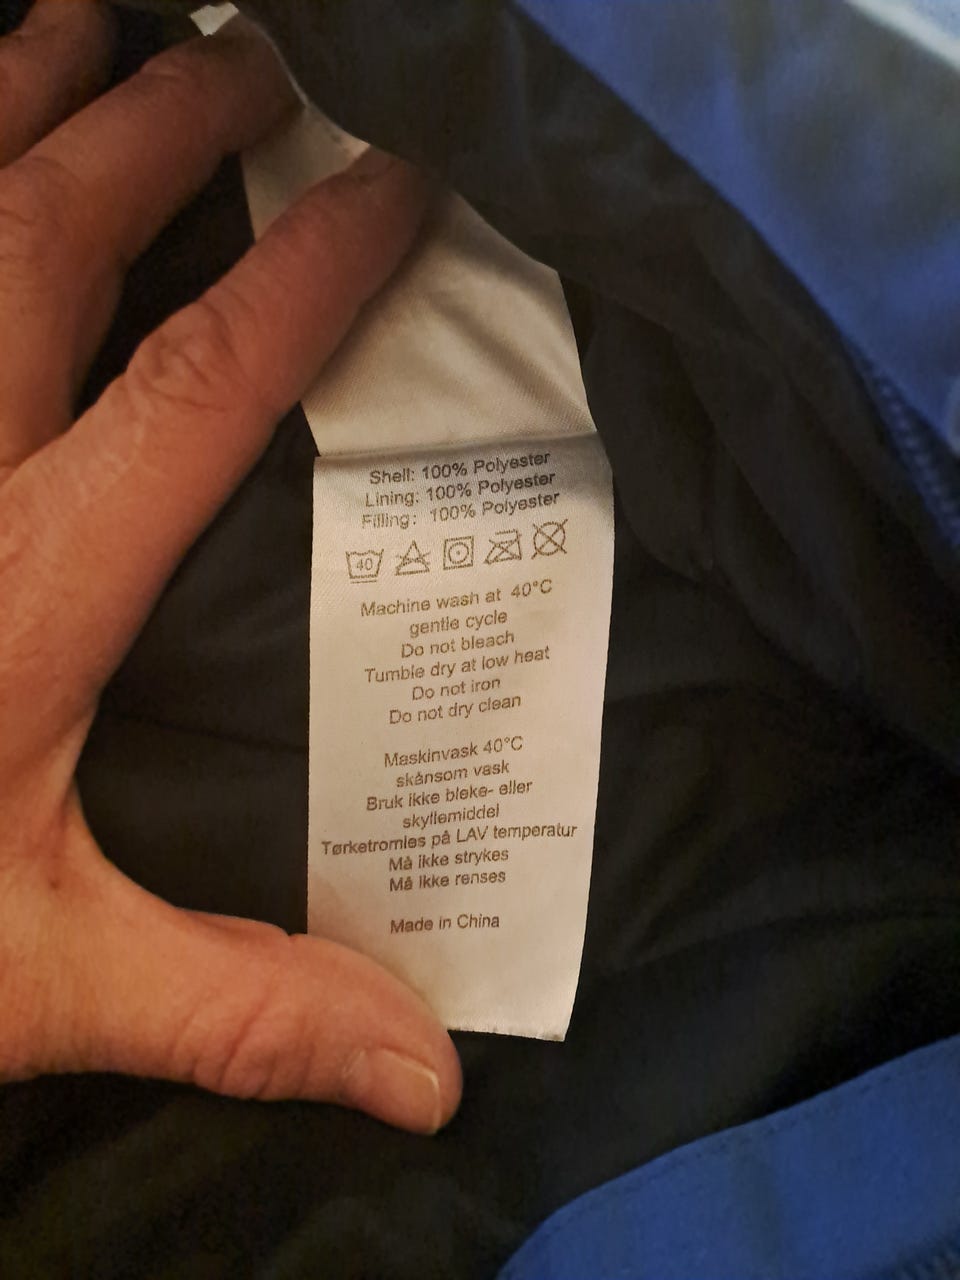 Shell: 100% Polyester
Lining: 100% Polyester
Filling: 100% Polyester
40
Machine wash at 40°C
gentle cycle
Do not bleach
Tumble dry at low heat
Do not iron
Do not dry clean
Maskinvask 40°C
skånsom vask
Bruk ikke bleke- eller
skyllemiddel
Tørketromles på LAV temperatur
Må ikke strykes
Må ikke renses
Made in China